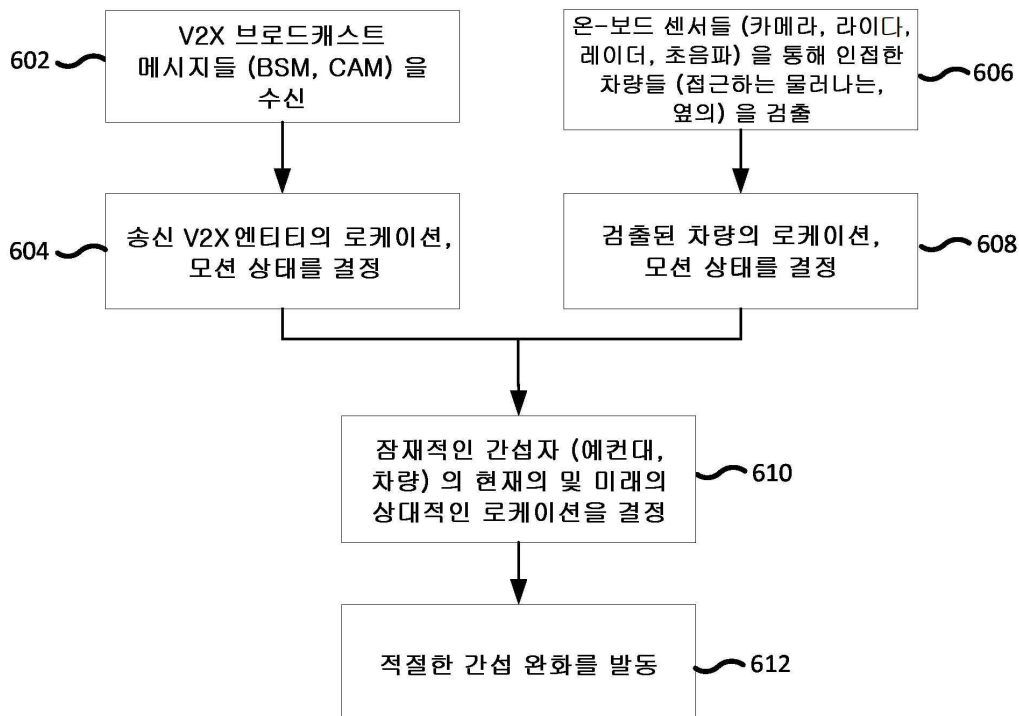 602
V2X 브로드캐스트
메시지들 (BSM, CAM) 을
수신
온-보드 센서들 (카메라, 라이다,
레이더, 초음파) 을 통해 인접한
차량들 (접근하는 물러나는,
옆의) 을 검출
606
604
송신 V2X 엔티티의 로케이션,
모션 상태를 결정
검출된 차량의 로케이션,
모션 상태를 결정
608
잠재적인 간섭자 (예컨대,
차량) 의 현재의 및 미래의
상대적인 로케이션을 결정
610
적절한 간섭 완화를 발동
612